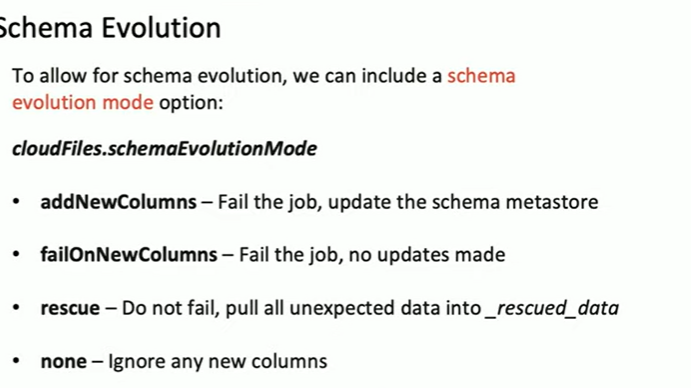 Schema Evolution
To allow for schema evolution, we can include a schema
evolution mode option:
cloudFiles.schemaEvolutionMode
• addNewColumns – Fail the job, update the schema metastore
• failOnNewColumns – Fail the job, no updates made
• rescue – Do not fail, pull all unexpected data into _rescued_data
• none – Ignore any new columns